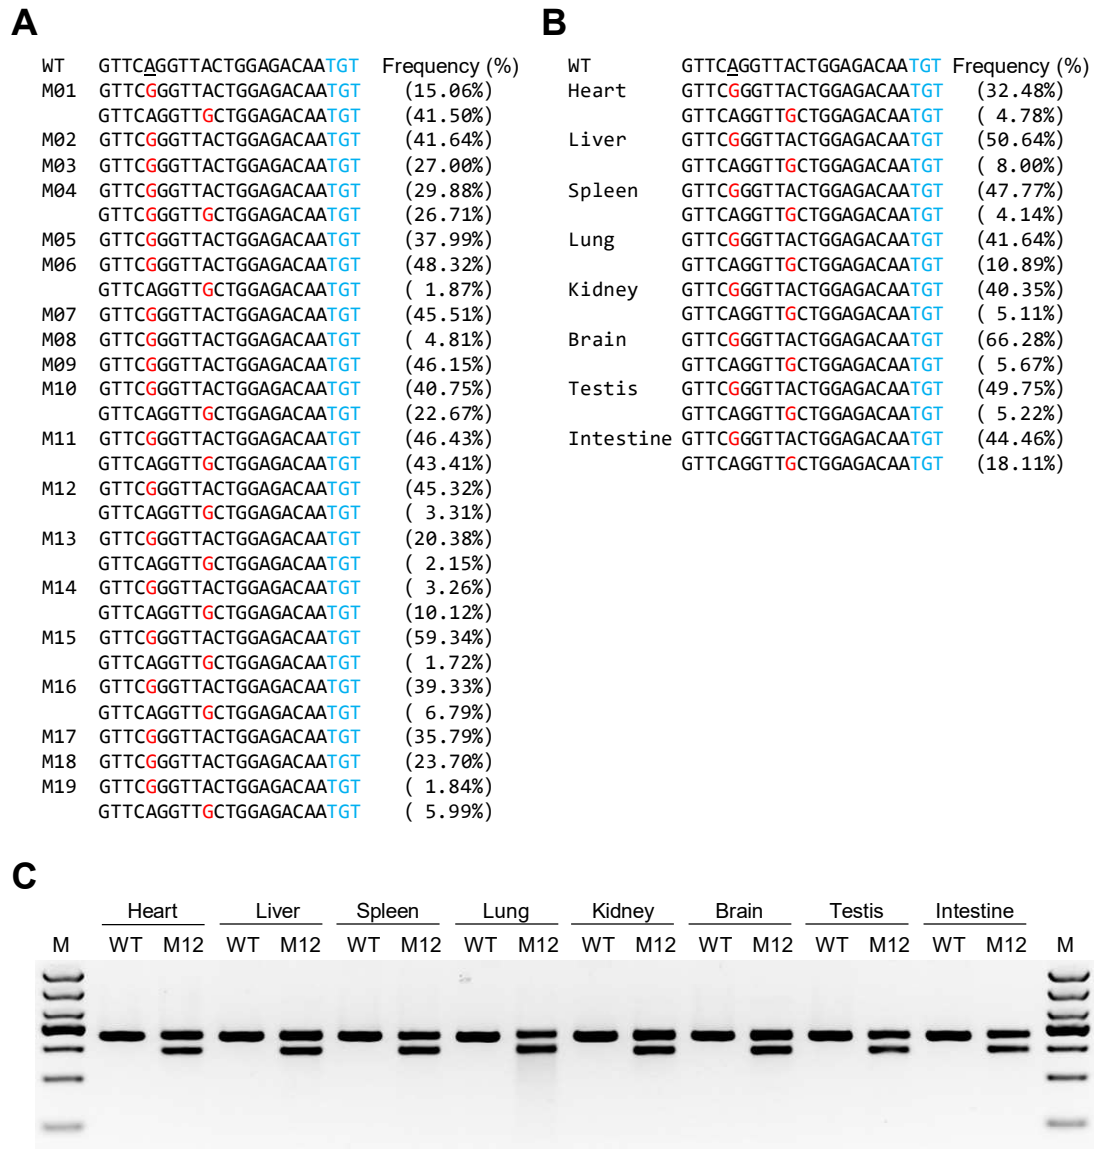 A
WT GTTCAGGTTACTGGAGACAATGT Frequency (%)
M01 GTTCGGGTTACTGGAGACAATGT (15.06%)
GTTCAGGTTGCTGGAGACAATGT (41.50%)
M02 GTTCGGGTTACTGGAGACAATGT (41.64%)
M03 GTTCGGGTTACTGGAGACAATGT (27.00%)
M04 GTTCGGGTTACTGGAGACAATGT (29.88%)
GTTCGGGTTGCTGGAGACAATGT (26.71%)
M05 GTTCGGGTTACTGGAGACAATGT (37.99%)
M06 GTTCGGGTTACTGGAGACAATGT (48.32%)
GTTCAGGTTGCTGGAGACAATGT ( 1.87%)
M07 GTTCGGGTTACTGGAGACAATGT (45.51%)
M08 GTTCGGGTTACTGGAGACAATGT ( 4.81%)
M09 GTTCGGGTTACTGGAGACAATGT (46.15%)
M10 GTTCGGGTTACTGGAGACAATGT (40.75%)
GTTCAGGTTGCTGGAGACAATGT (22.67%)
M11 GTTCGGGTTACTGGAGACAATGT (46.43%)
GTTCAGGTTGCTGGAGACAATGT (43.41%)
M12 GTTCGGGTTACTGGAGACAATGT (45.32%)
GTTCAGGTTGCTGGAGACAATGT ( 3.31%)
M13 GTTCGGGTTACTGGAGACAATGT (20.38%)
GTTCAGGTTGCTGGAGACAATGT ( 2.15%)
M14 GTTCGGGTTACTGGAGACAATGT ( 3.26%)
GTTCAGGTTGCTGGAGACAATGT (10.12%)
M15 GTTCGGGTTACTGGAGACAATGT (59.34%)
GTTCAGGTTGCTGGAGACAATGT ( 1.72%)
M16 GTTCGGGTTACTGGAGACAATGT (39.33%)
GTTCAGGTTGCTGGAGACAATGT ( 6.79%)
M17 GTTCGGGTTACTGGAGACAATGT (35.79%)
M18 GTTCGGGTTACTGGAGACAATGT (23.70%)
M19 GTTCGGGTTACTGGAGACAATGT ( 1.84%)
GTTCAGGTTGCTGGAGACAATGT ( 5.99%)
B
WT GTTCAGGTTACTGGAGACAATGT Frequency (%)
Heart GTTCGGGTTACTGGAGACAATGT (32.48%)
GTTCAGGTTGCTGGAGACAATGT ( 4.78%)
Liver GTTCGGGTTACTGGAGACAATGT (50.64%)
GTTCAGGTTGCTGGAGACAATGT ( 8.00%)
Spleen GTTCGGGTTACTGGAGACAATGT (47.77%)
GTTCAGGTTGCTGGAGACAATGT ( 4.14%)
Lung GTTCGGGTTACTGGAGACAATGT (41.64%)
GTTCAGGTTGCTGGAGACAATGT (10.89%)
Kidney GTTCGGGTTACTGGAGACAATGT (40.35%)
GTTCAGGTTGCTGGAGACAATGT ( 5.11%)
Brain GTTCGGGTTACTGGAGACAATGT (66.28%)
GTTCAGGTTGCTGGAGACAATGT ( 5.67%)
Testis GTTCGGGTTACTGGAGACAATGT (49.75%)
GTTCAGGTTGCTGGAGACAATGT ( 5.22%)
Intestine GTTCGGGTTACTGGAGACAATGT (44.46%)
GTTCAGGTTGCTGGAGACAATGT (18.11%)
C
Heart Liver Spleen Lung Kidney Brain Testis Intestine
M WT M12 WT M12 WT M12 WT M12 WT M12 WT M12 WT M12 WT M12 M